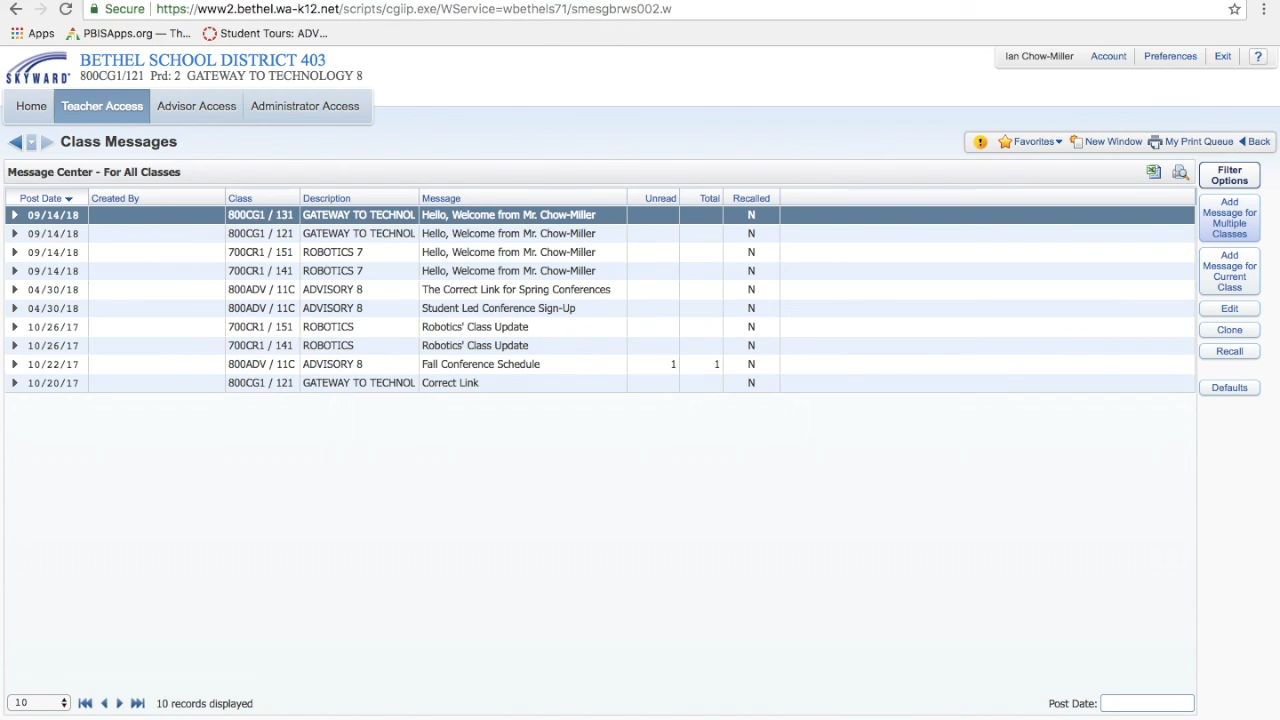 Secure https://www2.bethel.wa-k12.net/scripts/cgiip.exe/WService=wbethels71/smesgbrws002.w
Apps PBISApps.org — Th... Student Tours: ADV...
SKYWARD
BETHEL SCHOOL DISTRICT 403
800CG1/121 Prd: 2 GATEWAY TO TECHNOLOGY 8
Ian Chow-Miller Account Preferences Exit ?
Home Teacher Access Advisor Access Administrator Access
Class Messages
Favorites New Window My Print Queue Back
Message Center - For All Classes
Post Date Created By Class Description Message Unread Total Recalled
09/14/18 800CG1 / 131 GATEWAY TO TECHNOL Hello, Welcome from Mr. Chow-Miller N
09/14/18 800CG1 / 121 GATEWAY TO TECHNOL Hello, Welcome from Mr. Chow-Miller N
09/14/18 700CR1 / 151 ROBOTICS 7 Hello, Welcome from Mr. Chow-Miller N
09/14/18 700CR1 / 141 ROBOTICS 7 Hello, Welcome from Mr. Chow-Miller N
04/30/18 800ADV / 11C ADVISORY 8 The Correct Link for Spring Conferences N
04/30/18 800ADV / 11C ADVISORY 8 Student Led Conference Sign-Up N
10/26/17 700CR1 / 151 ROBOTICS Robotics' Class Update N
10/26/17 700CR1 / 141 ROBOTICS Robotics' Class Update N
10/22/17 800ADV / 11C ADVISORY 8 Fall Conference Schedule 1 1 N
10/20/17 800CG1 / 121 GATEWAY TO TECHNOL Correct Link N
Filter
Options
Add
Message for
Multiple
Classes
Add
Message for
Current
Class
Edit
Clone
Recall
Defaults
10 10 records displayed Post Date: